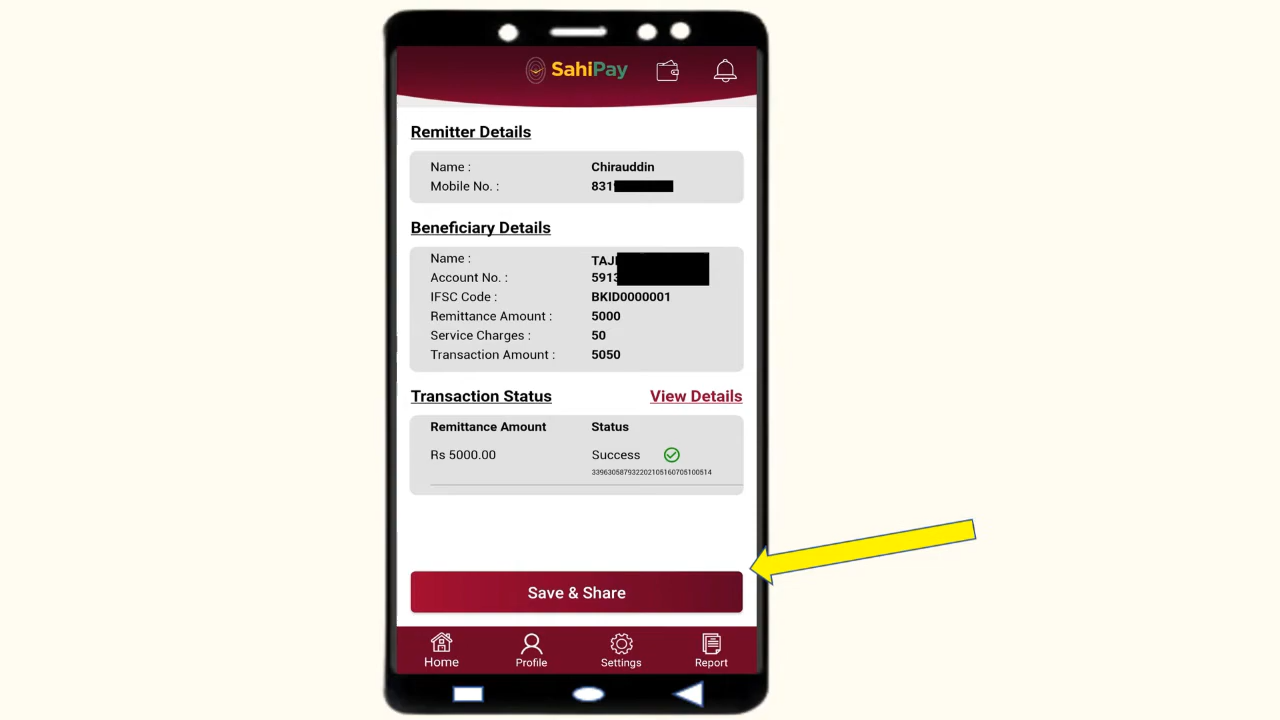 SahiPay
Remitter Details
Name : Chirauddin
Mobile No. : 831
Beneficiary Details
Name : TAJ
Account No. : 5913
IFSC Code : BKID0000001
Remittance Amount : 5000
Service Charges : 50
Transaction Amount : 5050
Transaction Status View Details
Remittance Amount Status
Rs 5000.00 Success
339630587932202105160705100514
Save & Share
Home Profile Settings Report